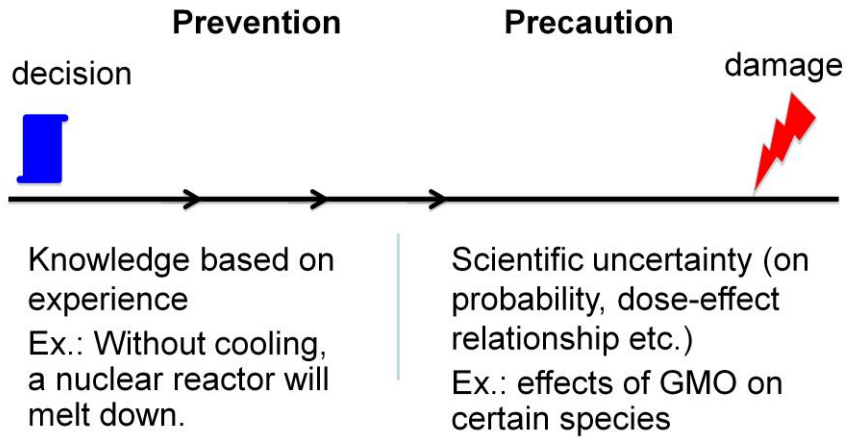 Prevention
Precaution
decision
damage
Knowledge based on
experience
Ex.: Without cooling,
a nuclear reactor will
melt down.
Scientific uncertainty (on
probability, dose-effect
relationship etc.)
Ex.: effects of GMO on
certain species